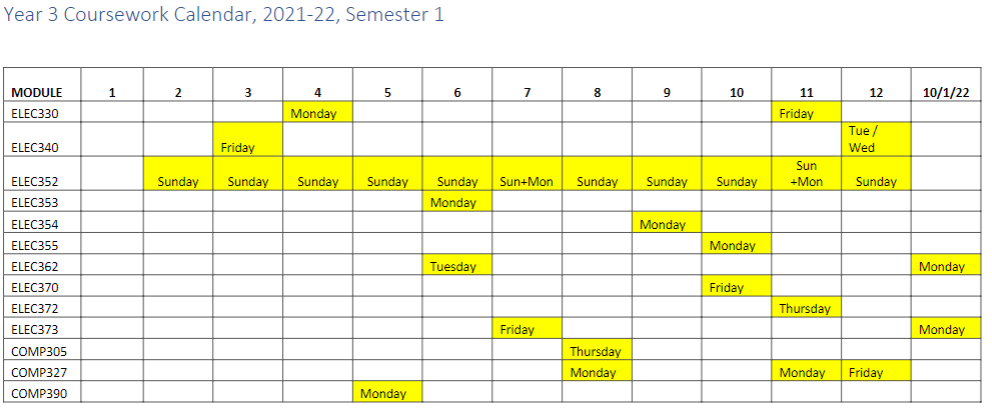 Year 3 Coursework Calendar, 2021-22, Semester 1
MODULE 1 2 3 4 5 6 7 8 9 10 11 12 10/1/22
ELEC330 Monday Friday
ELEC340 Friday Tue / Wed
ELEC352 Sunday Sunday Sunday Sunday Sunday Sun+Mon Sunday Sunday Sunday Sun +Mon Sunday
ELEC353 Monday
ELEC354 Monday
ELEC355 Monday
ELEC362 Tuesday Monday
ELEC370 Friday
ELEC372 Thursday
ELEC373 Friday Monday
COMP305 Thursday
COMP327 Monday Monday Friday
COMP390 Monday